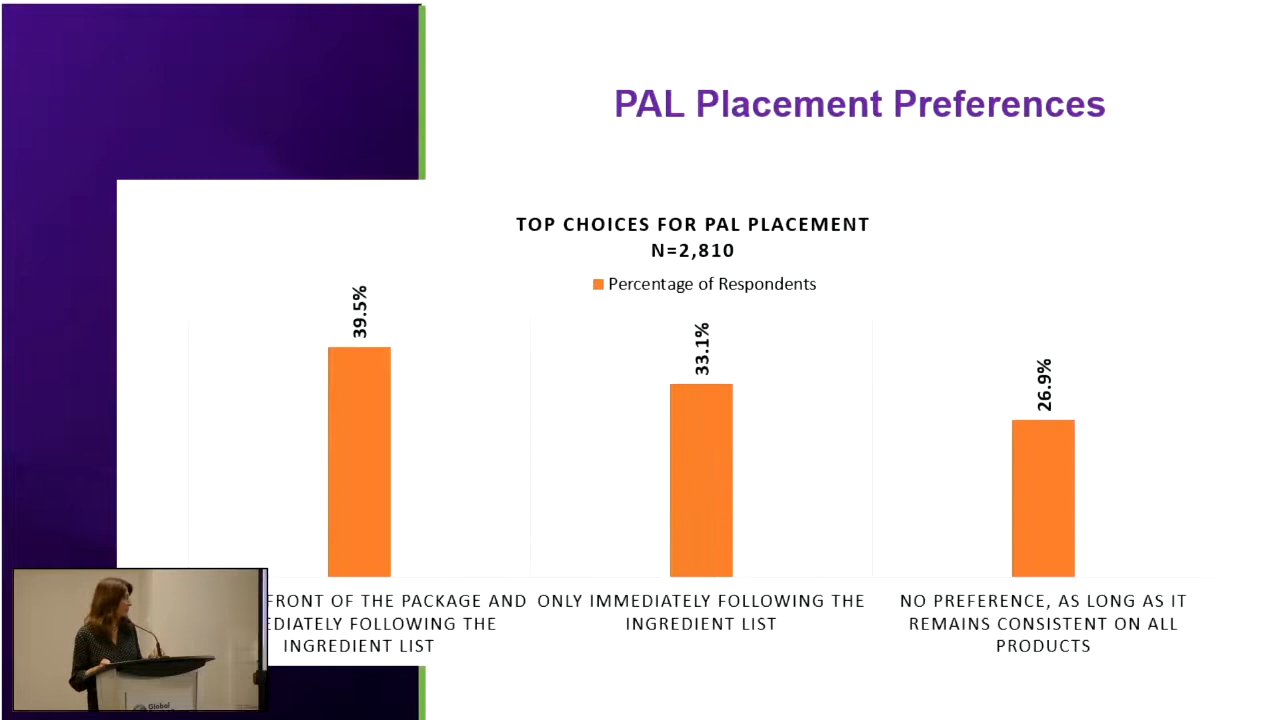 PAL Placement Preferences
TOP CHOICES FOR PAL PLACEMENT
N=2,810
Percentage of Respondents
39.5%
33.1%
26.9%
FRONT OF THE PACKAGE AND
FOLLOWING THE
INGREDIENT LIST
ONLY IMMEDIATELY FOLLOWING THE
INGREDIENT LIST
NO PREFERENCE, AS LONG AS IT
REMAINS CONSISTENT ON ALL
PRODUCTS
Global